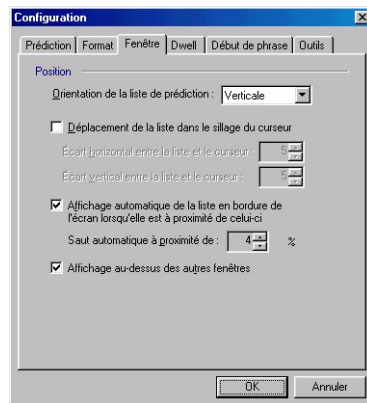 Configuration
Prédiction Format Fenêtre Dwell Début de phrase Outils
Position
Orientation de la liste de prédiction : Verticale
Déplacement de la liste dans le sillage du curseur
Écart horizontal entre la liste et le curseur : 5
Écart vertical entre la liste et le curseur : 5
Affichage automatique de la liste en bordure de
l'écran lorsqu'elle est à proximité de celui-ci
Saut automatique à proximité de : 4 %
Affichage au-dessus des autres fenêtres
OK Annuler